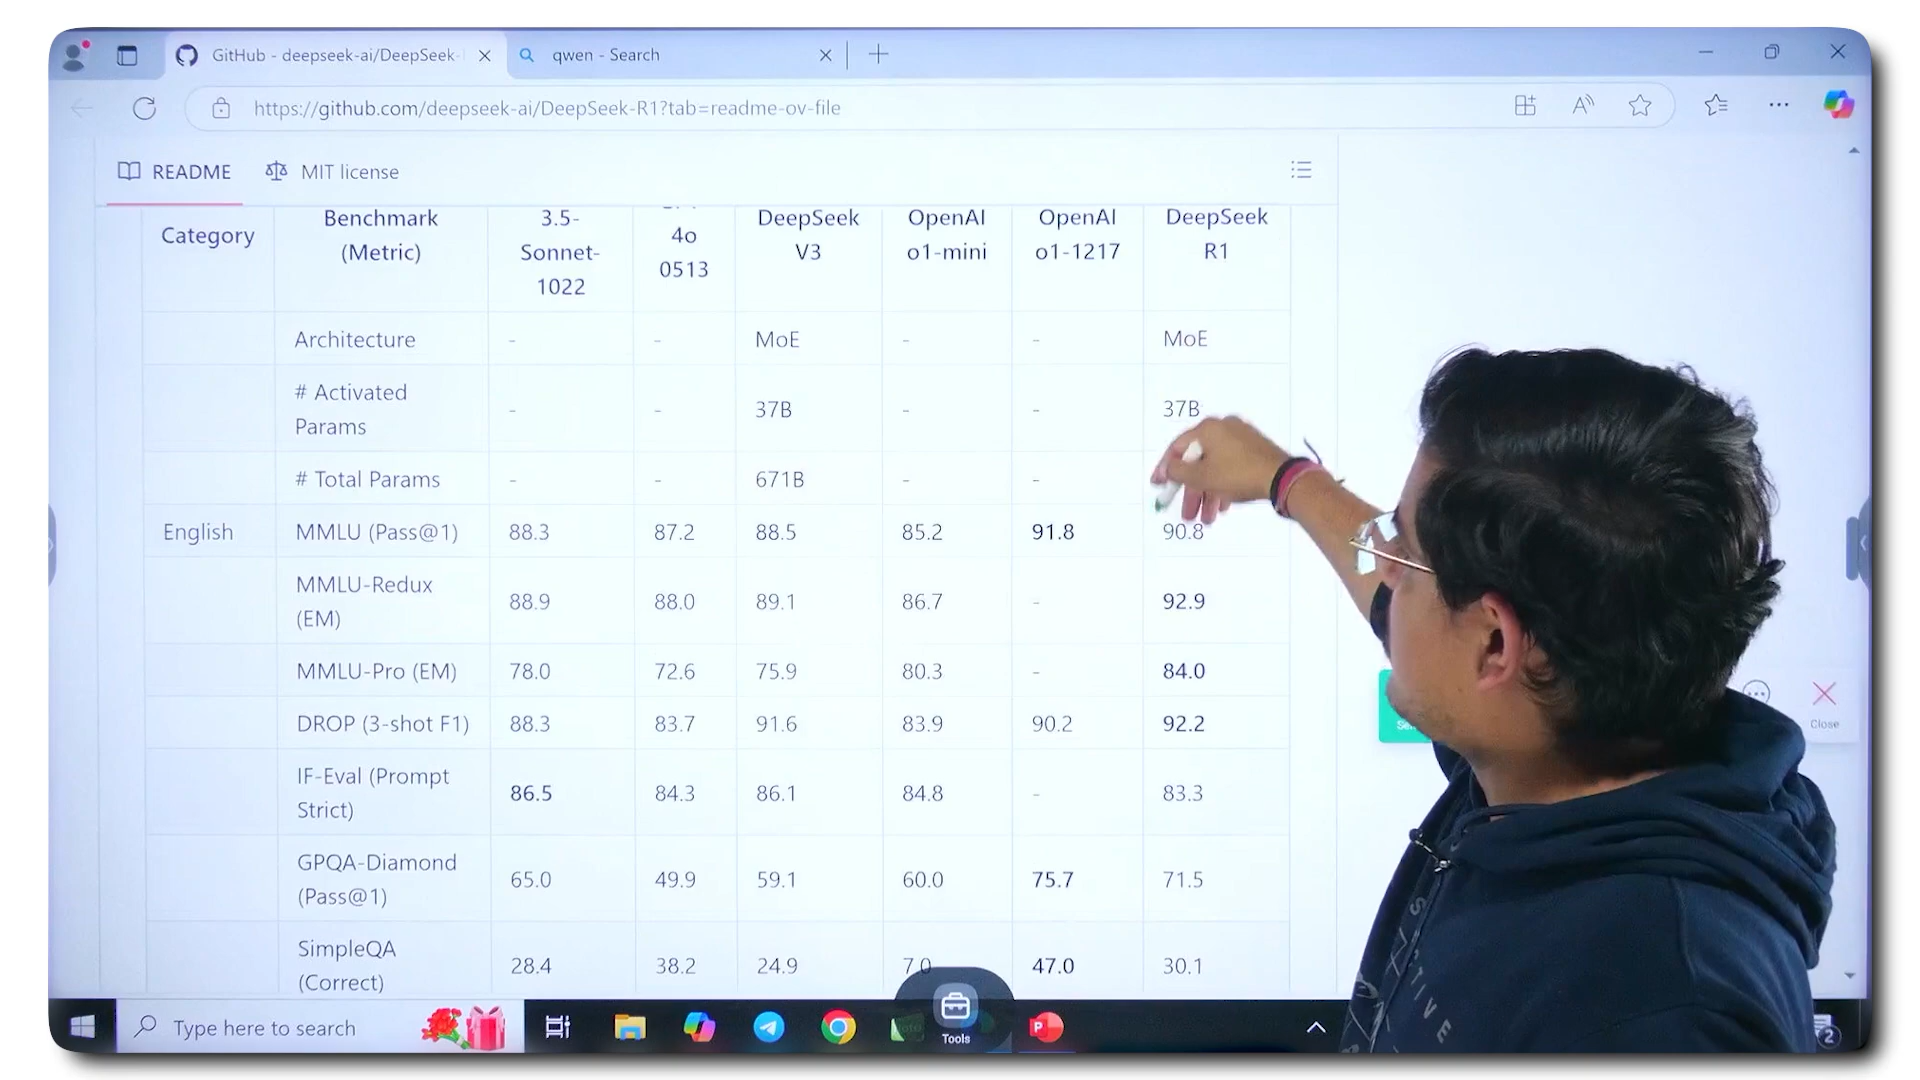 GitHub - deepseek-ai/DeepSeek-
qwen - Search
https://github.com/deepseek-ai/DeepSeek-R1?tab=readme-ov-file
README
MIT license
Category
Benchmark
(Metric)
3.5-
Sonnet-
1022
4o
0513
DeepSeek
V3
OpenAI
o1-mini
OpenAI
o1-1217
DeepSeek
R1
Architecture - - MoE - - MoE
# Activated
Params
- - 37B - - 37B
# Total Params - - 671B - -
English MMLU (Pass@1) 88.3 87.2 88.5 85.2 91.8 90.8
MMLU-Redux
(EM)
88.9 88.0 89.1 86.7 - 92.9
MMLU-Pro (EM) 78.0 72.6 75.9 80.3 - 84.0
DROP (3-shot F1) 88.3 83.7 91.6 83.9 90.2 92.2
IF-Eval (Prompt
Strict)
86.5 84.3 86.1 84.8 - 83.3
GPQA-Diamond
(Pass@1)
65.0 49.9 59.1 60.0 75.7 71.5
SimpleQA
(Correct)
28.4 38.2 24.9 7.0 47.0 30.1
Close
Type here to search
Tools
2